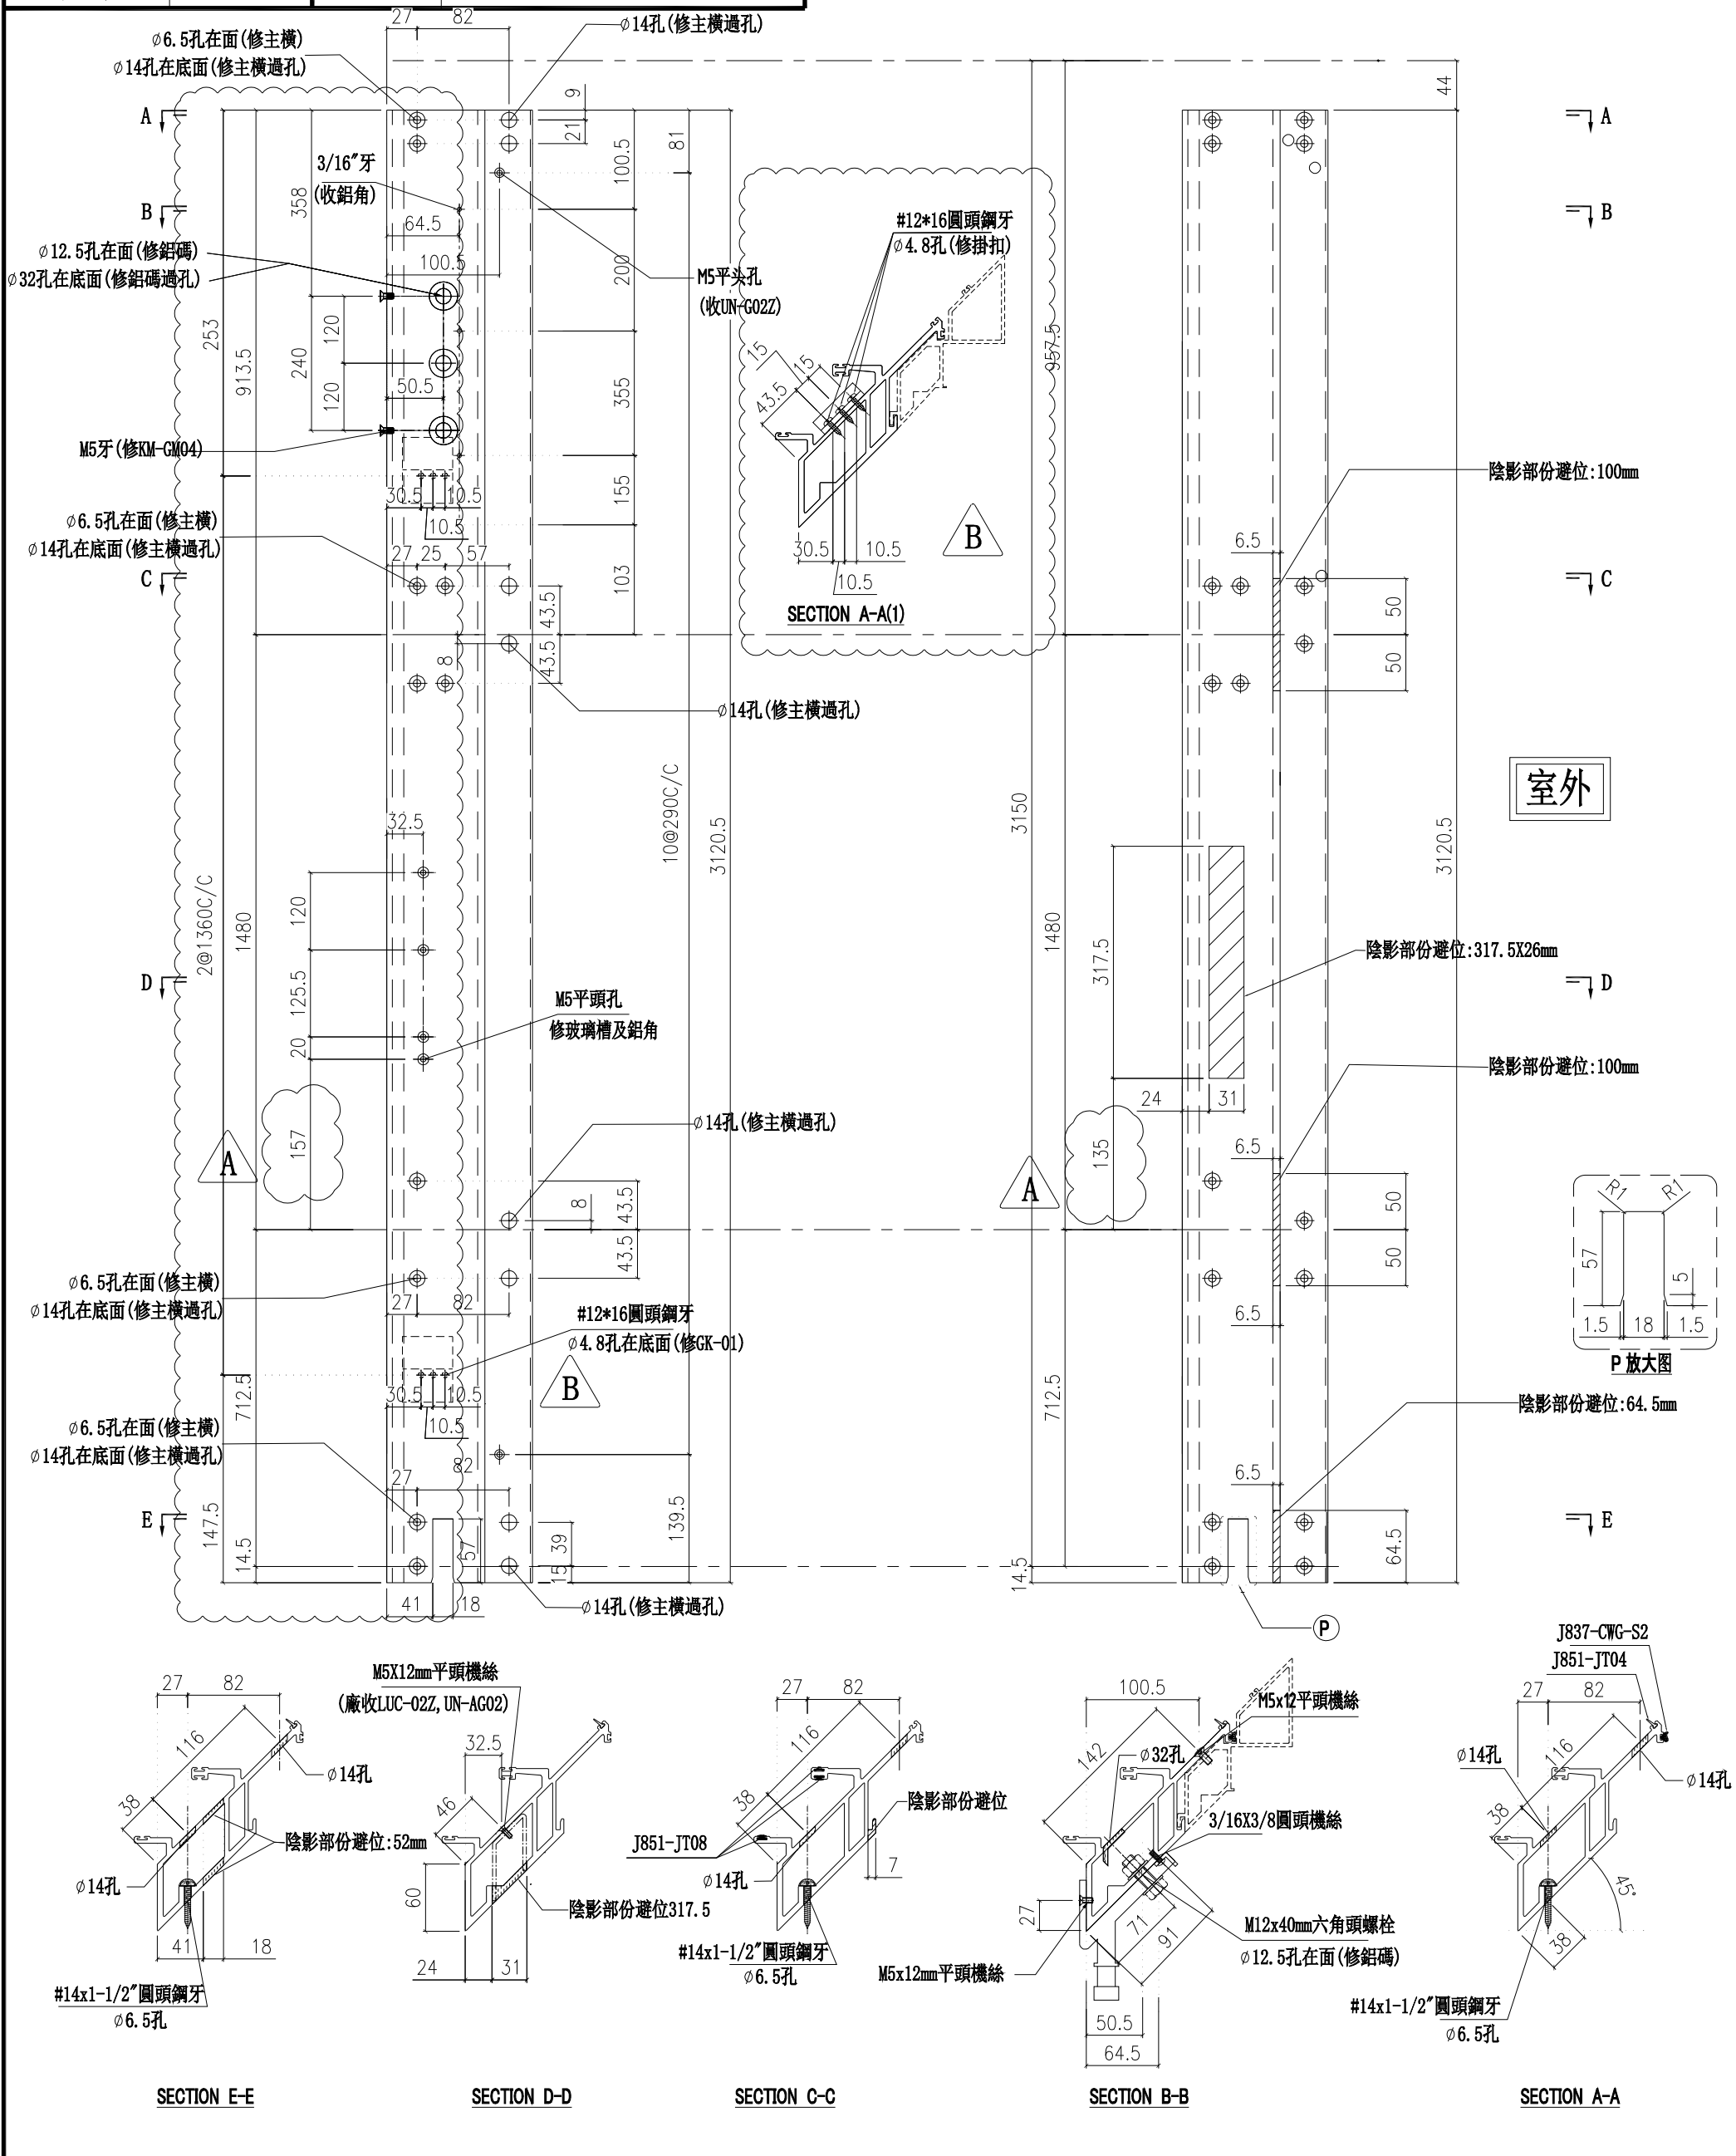 27
82
⌀14孔(修主橫過孔)
⌀6.5孔在面(修主橫)
⌀14孔在底面(修主橫過孔)
9
21
81
44
A
A
3/16"牙
(收鋁角)
100.5
358
64.5
B
B
#12*16圓頭鋼牙
⌀4.8孔(修掛扣)
⌀12.5孔在面(修鋁碼)
⌀32孔在底面(修鋁碼過孔)
100.5
200
M5平头孔
(收UN-G02Z)
253
913.5
240
120
120
50.5
355
957.5
15
15
43.5
M5牙(修KM-GM04)
30.5
10.5
10.5
155
陰影部份避位:100mm
⌀6.5孔在面(修主橫)
⌀14孔在底面(修主橫過孔)
B
6.5
27
25
57
30.5
10.5
10.5
C
C
103
43.5
43.5
8
SECTION A-A(1)
50
50
⌀14孔(修主橫過孔)
室外
10@290C/C
3120.5
3150
3120.5
32.5
2@1360C/C
1480
120
125.5
20
1480
317.5
陰影部份避位:317.5X26mm
D
D
M5平頭孔
修玻璃槽及鋁角
陰影部份避位:100mm
24
31
⌀14孔(修主橫過孔)
157
A
135
A
6.5
8
43.5
43.5
50
50
R1
R1
57
5
1.5
18
1.5
P 放大图
⌀6.5孔在面(修主橫)
⌀14孔在底面(修主橫過孔)
27
82
6.5
#12*16圓頭鋼牙
⌀4.8孔在底面(修GK-01)
B
30.5
10.5
10.5
712.5
712.5
陰影部份避位:64.5mm
⌀6.5孔在面(修主橫)
⌀14孔在底面(修主橫過孔)
27
82
6.5
E
E
147.5
14.5
57
15
39
139.5
14.5
64.5
41
18
⌀14孔(修主橫過孔)
P
J837-CWG-S2
J851-JT04
27
82
116
38
⌀14孔
陰影部份避位:52mm
⌀14孔
41
18
#14x1-1/2"圓頭鋼牙
⌀6.5孔
SECTION E-E
M5X12mm平頭機絲
(廠收LUC-02Z,UN-AG02)
32.5
46
60
陰影部份避位317.5
24
31
SECTION D-D
27
82
116
38
陰影部份避位
J851-JT08
⌀14孔
7
#14x1-1/2"圓頭鋼牙
⌀6.5孔
SECTION C-C
100.5
M5x12平頭機絲
142
⌀32孔
3/16X3/8圓頭機絲
27
71
91
M12x40mm六角頭螺栓
⌀12.5孔在面(修鋁碼)
M5x12mm平頭機絲
50.5
64.5
SECTION B-B
27
82
⌀14孔
116
⌀14孔
38
45°
38
#14x1-1/2"圓頭鋼牙
⌀6.5孔
SECTION A-A